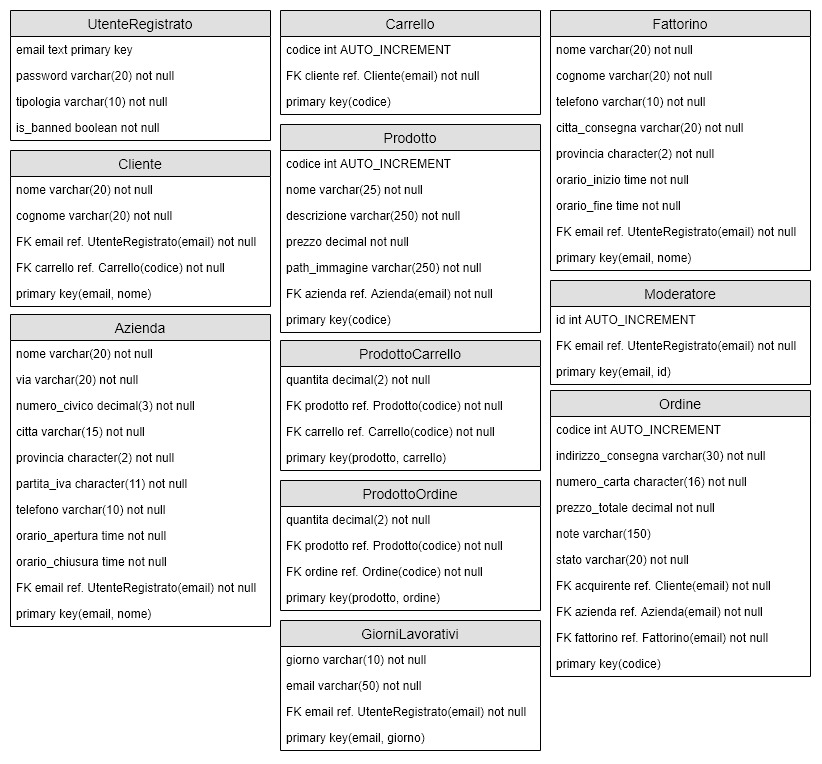 UtenteRegistrato
email text primary key
password varchar(20) not null
tipologia varchar(10) not null
is_banned boolean not null
Cliente
nome varchar(20) not null
cognome varchar(20) not null
FK email ref. UtenteRegistrato(email) not null
FK carrello ref. Carrello(codice) not null
primary key(email, nome)
Azienda
nome varchar(20) not null
via varchar(20) not null
numero_civico decimal(3) not null
citta varchar(15) not null
provincia character(2) not null
partita_iva character(11) not null
telefono varchar(10) not null
orario_apertura time not null
orario_chiusura time not null
FK email ref. UtenteRegistrato(email) not null
primary key(email, nome)
Carrello
codice int AUTO_INCREMENT
FK cliente ref. Cliente(email) not null
primary key(codice)
Prodotto
codice int AUTO_INCREMENT
nome varchar(25) not null
descrizione varchar(250) not null
prezzo decimal not null
path_immagine varchar(250) not null
FK azienda ref. Azienda(email) not null
primary key(codice)
ProdottoCarrello
quantita decimal(2) not null
FK prodotto ref. Prodotto(codice) not null
FK carrello ref. Carrello(codice) not null
primary key(prodotto, carrello)
ProdottoOrdine
quantita decimal(2) not null
FK prodotto ref. Prodotto(codice) not null
FK ordine ref. Ordine(codice) not null
primary key(prodotto, ordine)
GiorniLavorativi
giorno varchar(10) not null
email varchar(50) not null
FK email ref. UtenteRegistrato(email) not null
primary key(email, giorno)
Fattorino
nome varchar(20) not null
cognome varchar(20) not null
telefono varchar(10) not null
citta_consegna varchar(20) not null
provincia character(2) not null
orario_inizio time not null
orario_fine time not null
FK email ref. UtenteRegistrato(email) not null
primary key(email, nome)
Moderatore
id int AUTO_INCREMENT
FK email ref. UtenteRegistrato(email) not null
primary key(email, id)
Ordine
codice int AUTO_INCREMENT
indirizzo_consegna varchar(30) not null
numero_carta character(16) not null
prezzo_totale decimal not null
note varchar(150)
stato varchar(20) not null
FK acquirente ref. Cliente(email) not null
FK azienda ref. Azienda(email) not null
FK fattorino ref. Fattorino(email) not null
primary key(codice)